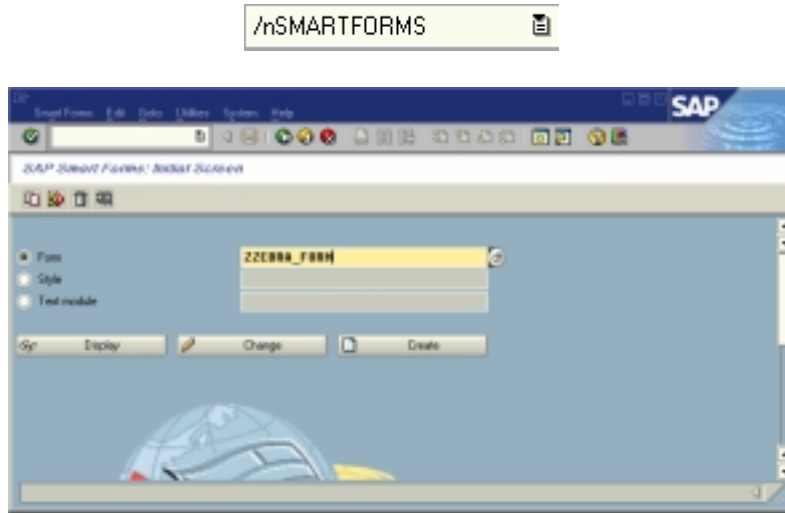 /nSMARTFORMS
Smart Forms Edit Goto Utilities System Help
SAP
SAP Smart Forms: Initial Screen
Form ZZEBRA_FORM
Style
Text module
Display Change Create